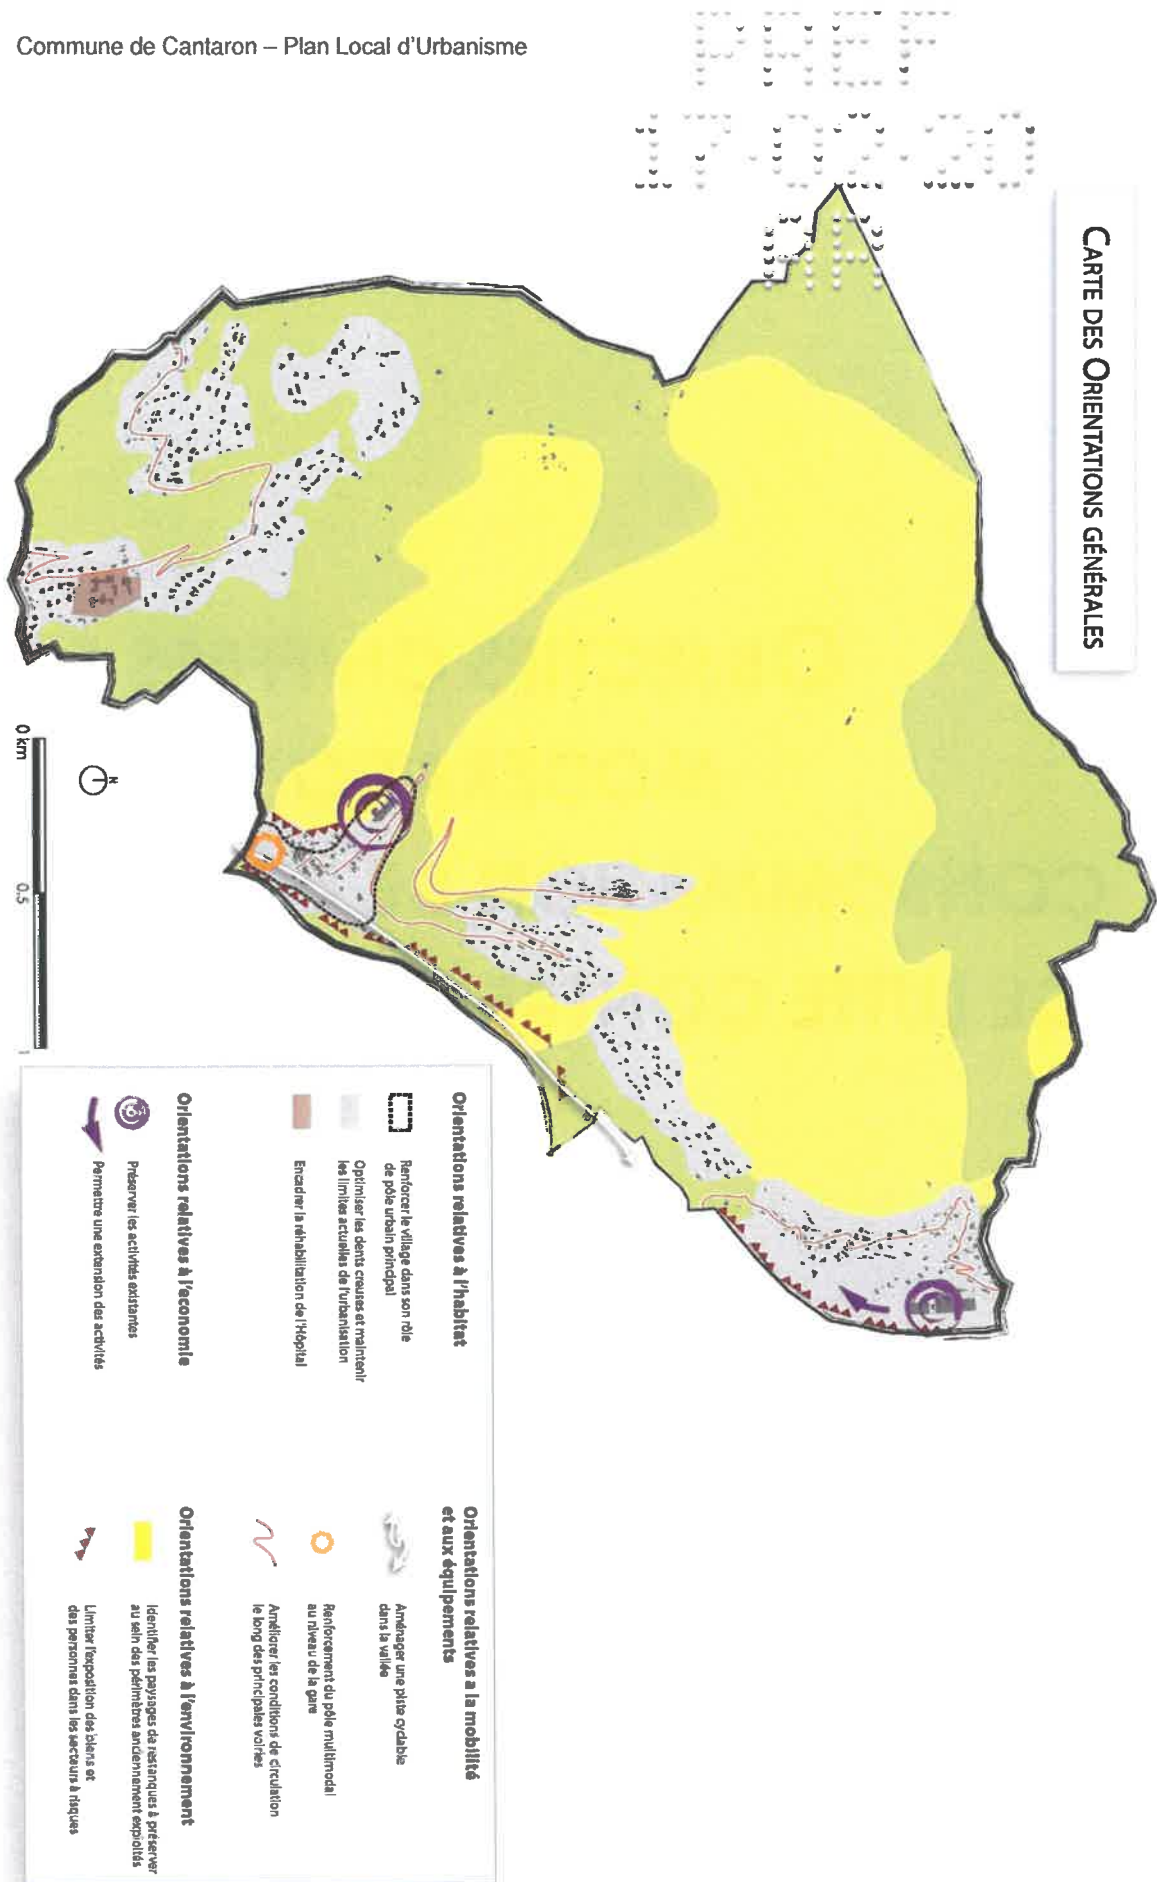 Commune de Cantaron – Plan Local d'Urbanisme
PREF
17-02-20
CARTE DES ORIENTATIONS GÉNÉRALES
N
0 km
0.5
1
Orientations relatives à l'habitat
Renforcer le village dans son rôle
de pôle urbain principal
Optimiser les dents creuses et maintenir
les limites actuelles de l'urbanisation
Encadrer la réhabilitation de l'Hôpital
Orientations relatives à l'economie
Préserver les activités existantes
Permettre une extension des activités
Orientations relatives a la mobilité
et aux équipements
Aménager une piste cyclable
dans la vallée
Renforcement du pôle multimodal
au niveau de la gare
Améliorer les conditions de circulation
le long des principales voiries
Orientations relatives à l'environnement
Identifier les paysages de restanques à préserver
au sein des périmètres anciennement exploités
Limiter l'exposition des biens et
des personnes dans les secteurs à risques